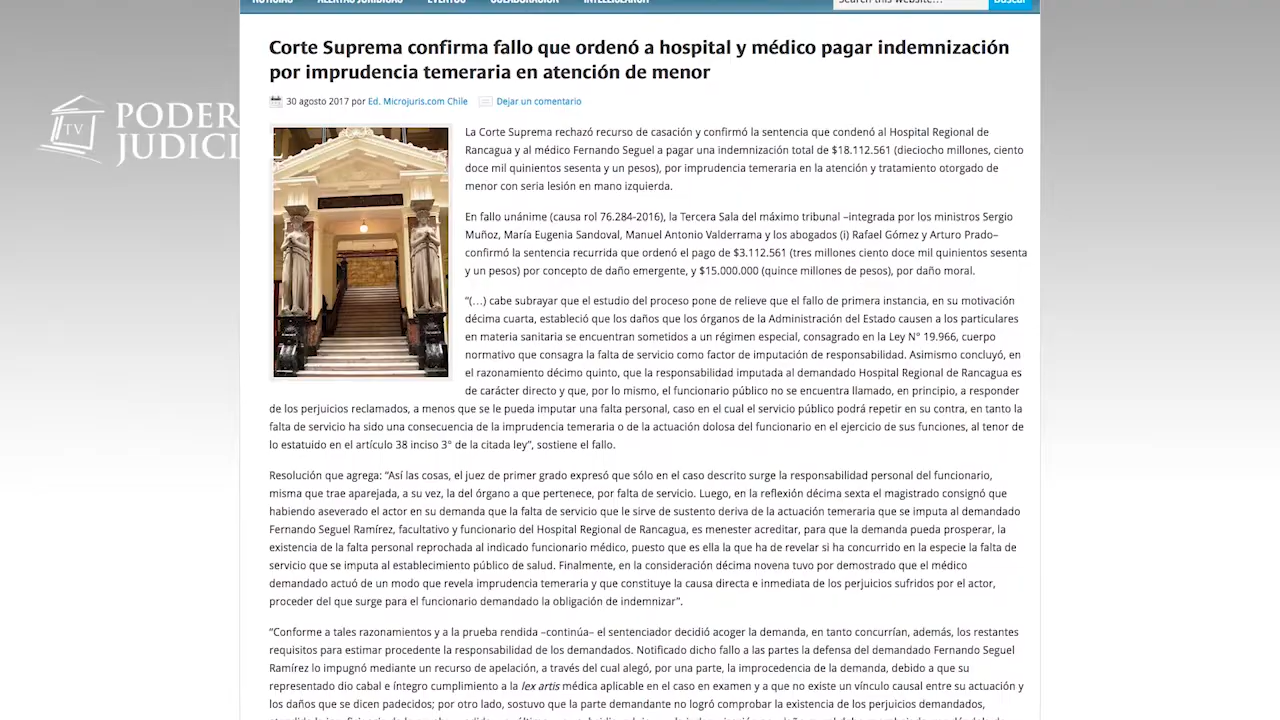 NOTICIAS ALERTAS JURÍDICAS EVENTOS COLABORACIÓN INTELLISEARCH
Search this website… Buscar
Corte Suprema confirma fallo que ordenó a hospital y médico pagar indemnización
por imprudencia temeraria en atención de menor
30 agosto 2017 por Ed. Microjuris.com Chile Dejar un comentario
TV
PODER
JUDICI
La Corte Suprema rechazó recurso de casación y confirmó la sentencia que condenó al Hospital Regional de
Rancagua y al médico Fernando Seguel a pagar una indemnización total de $18.112.561 (dieciocho millones, ciento
doce mil quinientos sesenta y un pesos), por imprudencia temeraria en la atención y tratamiento otorgado de
menor con seria lesión en mano izquierda.
En fallo unánime (causa rol 76.284-2016), la Tercera Sala del máximo tribunal –integrada por los ministros Sergio
Muñoz, María Eugenia Sandoval, Manuel Antonio Valderrama y los abogados (i) Rafael Gómez y Arturo Prado–
confirmó la sentencia recurrida que ordenó el pago de $3.112.561 (tres millones ciento doce mil quinientos sesenta
y un pesos) por concepto de daño emergente, y $15.000.000 (quince millones de pesos), por daño moral.
“(…) cabe subrayar que el estudio del proceso pone de relieve que el fallo de primera instancia, en su motivación
décima cuarta, estableció que los daños que los órganos de la Administración del Estado causen a los particulares
en materia sanitaria se encuentran sometidos a un régimen especial, consagrado en la Ley N° 19.966, cuerpo
normativo que consagra la falta de servicio como factor de imputación de responsabilidad. Asimismo concluyó, en
el razonamiento décimo quinto, que la responsabilidad imputada al demandado Hospital Regional de Rancagua es
de carácter directo y que, por lo mismo, el funcionario público no se encuentra llamado, en principio, a responder
de los perjuicios reclamados, a menos que se le pueda imputar una falta personal, caso en el cual el servicio público podrá repetir en su contra, en tanto la
falta de servicio ha sido una consecuencia de la imprudencia temeraria o de la actuación dolosa del funcionario en el ejercicio de sus funciones, al tenor de
lo estatuido en el artículo 38 inciso 3° de la citada ley”, sostiene el fallo.
Resolución que agrega: “Así las cosas, el juez de primer grado expresó que sólo en el caso descrito surge la responsabilidad personal del funcionario,
misma que trae aparejada, a su vez, la del órgano a que pertenece, por falta de servicio. Luego, en la reflexión décima sexta el magistrado consignó que
habiendo aseverado el actor en su demanda que la falta de servicio que le sirve de sustento deriva de la actuación temeraria que se imputa al demandado
Fernando Seguel Ramírez, facultativo y funcionario del Hospital Regional de Rancagua, es menester acreditar, para que la demanda pueda prosperar, la
existencia de la falta personal reprochada al indicado funcionario médico, puesto que es ella la que ha de revelar si ha concurrido en la especie la falta de
servicio que se imputa al establecimiento público de salud. Finalmente, en la consideración décima novena tuvo por demostrado que el médico
demandado actuó de un modo que revela imprudencia temeraria y que constituye la causa directa e inmediata de los perjuicios sufridos por el actor,
proceder del que surge para el funcionario demandado la obligación de indemnizar”.
“Conforme a tales razonamientos y a la prueba rendida –continúa– el sentenciador decidió acoger la demanda, en tanto concurrían, además, los restantes
requisitos para estimar procedente la responsabilidad de los demandados. Notificado dicho fallo a las partes la defensa del demandado Fernando Seguel
Ramírez lo impugnó mediante un recurso de apelación, a través del cual alegó, por una parte, la improcedencia de la demanda, debido a que su
representado dio cabal e íntegro cumplimiento a la lex artis médica aplicable en el caso en examen y a que no existe un vínculo causal entre su actuación y
los daños que se dicen padecidos; por otro lado, sostuvo que la parte demandante no logró comprobar la existencia de los perjuicios demandados,